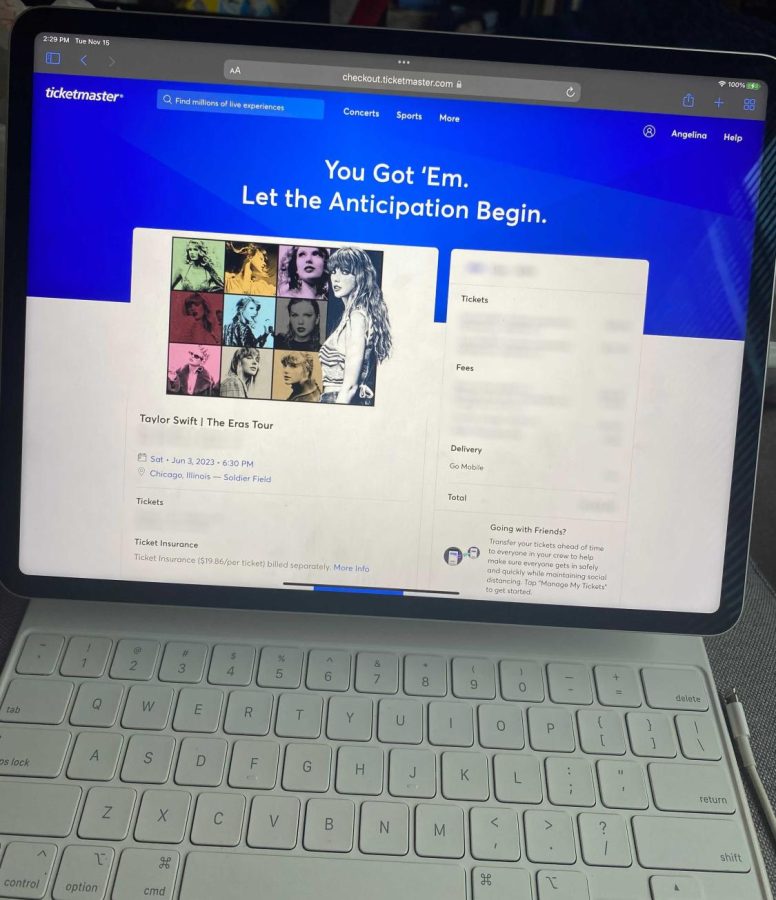 2:29 PM Tue Nov 15
100%
AA
checkout.ticketmaster.com
ticketmaster®
Find millions of live experiences
Concerts Sports More
Angelina Help
You Got ‘Em.
Let the Anticipation Begin.
Taylor Swift | The Eras Tour
Sat • Jun 3, 2023 • 6:30 PM
Chicago, Illinois — Soldier Field
Tickets
Ticket Insurance
Ticket Insurance ($19.86/per ticket) billed separately. More Info
Tickets
Fees
Delivery
Go Mobile
Total
Going with Friends?
Transfer your tickets ahead of time
to everyone in your crew to help
make sure everyone gets in safely
and quickly while maintaining social
distancing. Tap "Manage My Tickets"
to get started.
! @ # $ % ^ & * ( ) _ +
1 2 3 4 5 6 7 8 9 0 - = delete
tab Q W E R T Y U I O P { [ } ] | \
ps lock A S D F G H J K L : ; " ' return
Z X C V B N M < , > . ? / shift
control option cmd